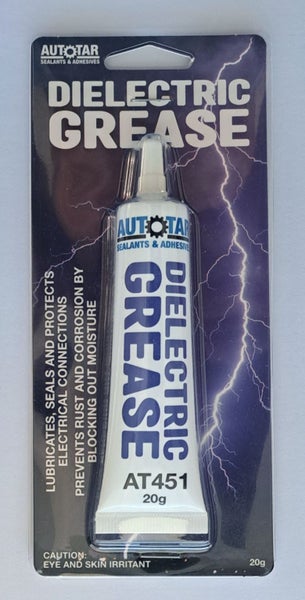 AUTOTAR
SEALANTS & ADHESIVES
DIELECTRIC
GREASE
AUTOTAR
SEALANTS & ADHESIVES
DIELECTRIC
GREASE
AT451
20g
LUBRICATES, SEALS AND PROTECTS
ELECTRICAL CONNECTIONS
PREVENTS RUST AND CORROSION BY
BLOCKING OUT MOISTURE
CAUTION:
EYE AND SKIN IRRITANT
20g